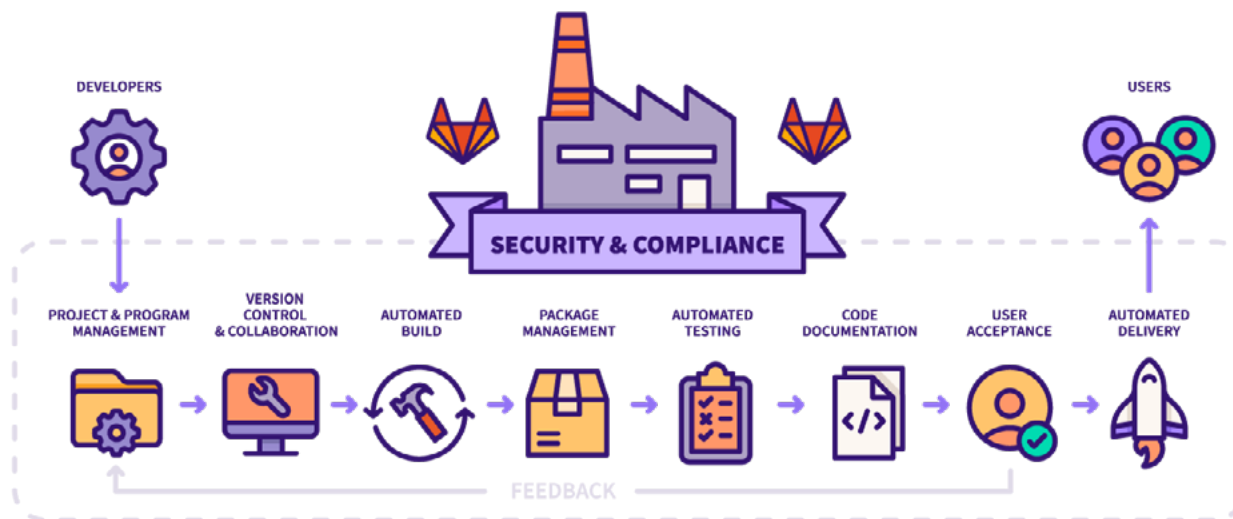 DEVELOPERS
USERS
SECURITY & COMPLIANCE
PROJECT & PROGRAM
MANAGEMENT
VERSION
CONTROL
& COLLABORATION
AUTOMATED
BUILD
PACKAGE
MANAGEMENT
AUTOMATED
TESTING
CODE
DOCUMENTATION
USER
ACCEPTANCE
AUTOMATED
DELIVERY
</>
FEEDBACK